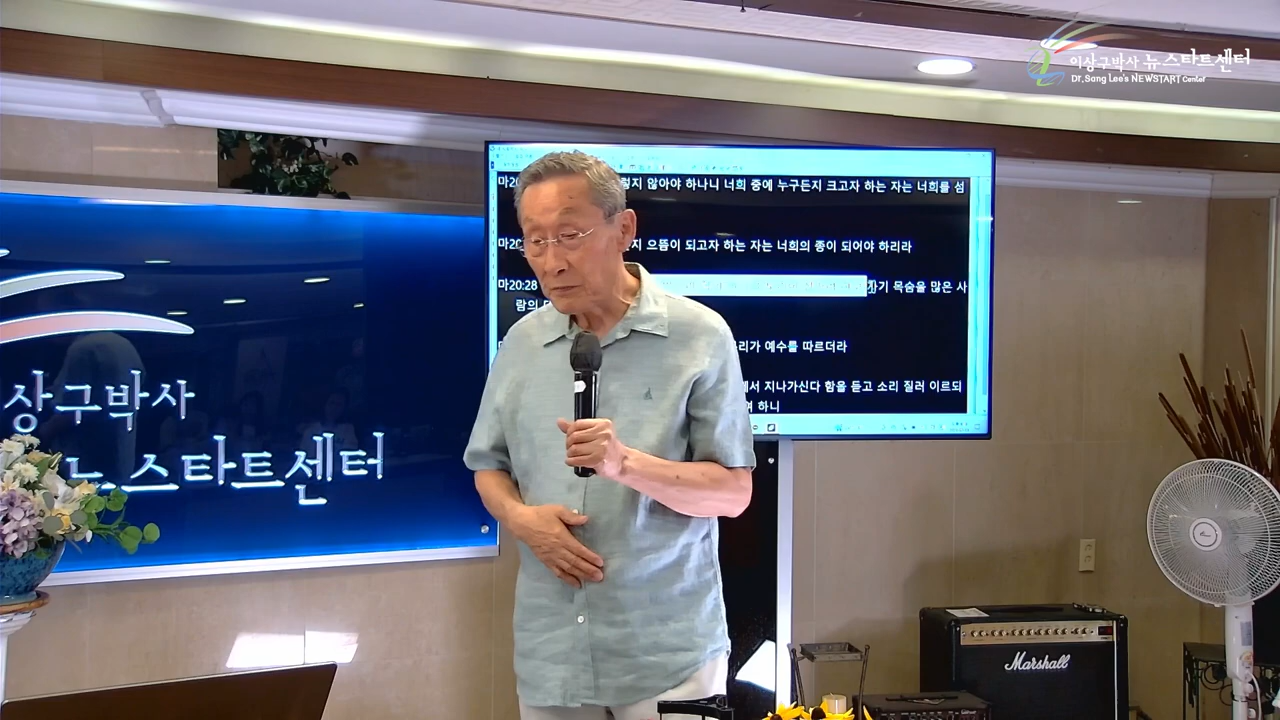 이상구박사 뉴스타트센터
Dr. Sang Lee's NEWSTART Center
마20 렇지 않아야 하나니 너희 중에 누구든지 크고자 하는 자는 너희를 섬
마20 지 으뜸이 되고자 하는 자는 너희의 종이 되어야 하리라
마20:28 자기 목숨을 많은 사
람의
리가 예수를 따르더라
에서 지나가신다 함을 듣고 소리 질러 이르되
여 하니
상구박사
뉴스타트센터
Marshall